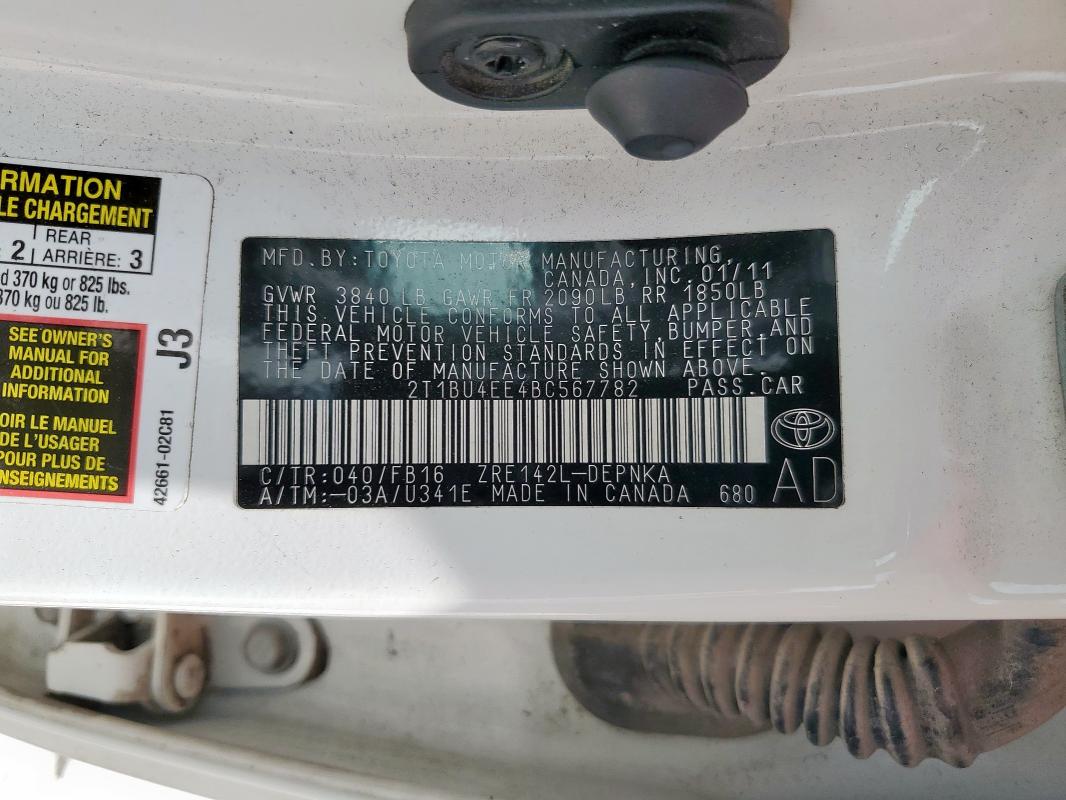 RMATION
LE CHARGEMENT
: 2 REAR
ARRIÈRE: 3
d 370 kg or 825 lbs.
370 kg ou 825 lb.
SEE OWNER'S
MANUAL FOR
ADDITIONAL
INFORMATION
OIR LE MANUEL
DE L'USAGER
POUR PLUS DE
NSEIGNEMENTS
J3
42661-02C81
MFD.BY:TOYOTA MOTOR MANUFACTURING,
CANADA, INC.01/11
GVWR 3840 LB GAWR FR 2090LB RR 1850LB
THIS VEHICLE CONFORMS TO ALL APPLICABLE
FEDERAL MOTOR VEHICLE SAFETY, BUMPER,AND
THEFT PREVENTION STANDARDS IN EFFECT ON
THE DATE OF MANUFACTURE SHOWN ABOVE.
2T1BU4EE4BC567782 PASS.CAR
C/TR:040/FB16 ZRE142L-DEPNKA
A/TM:-03A/U341E MADE IN CANADA 680
AD